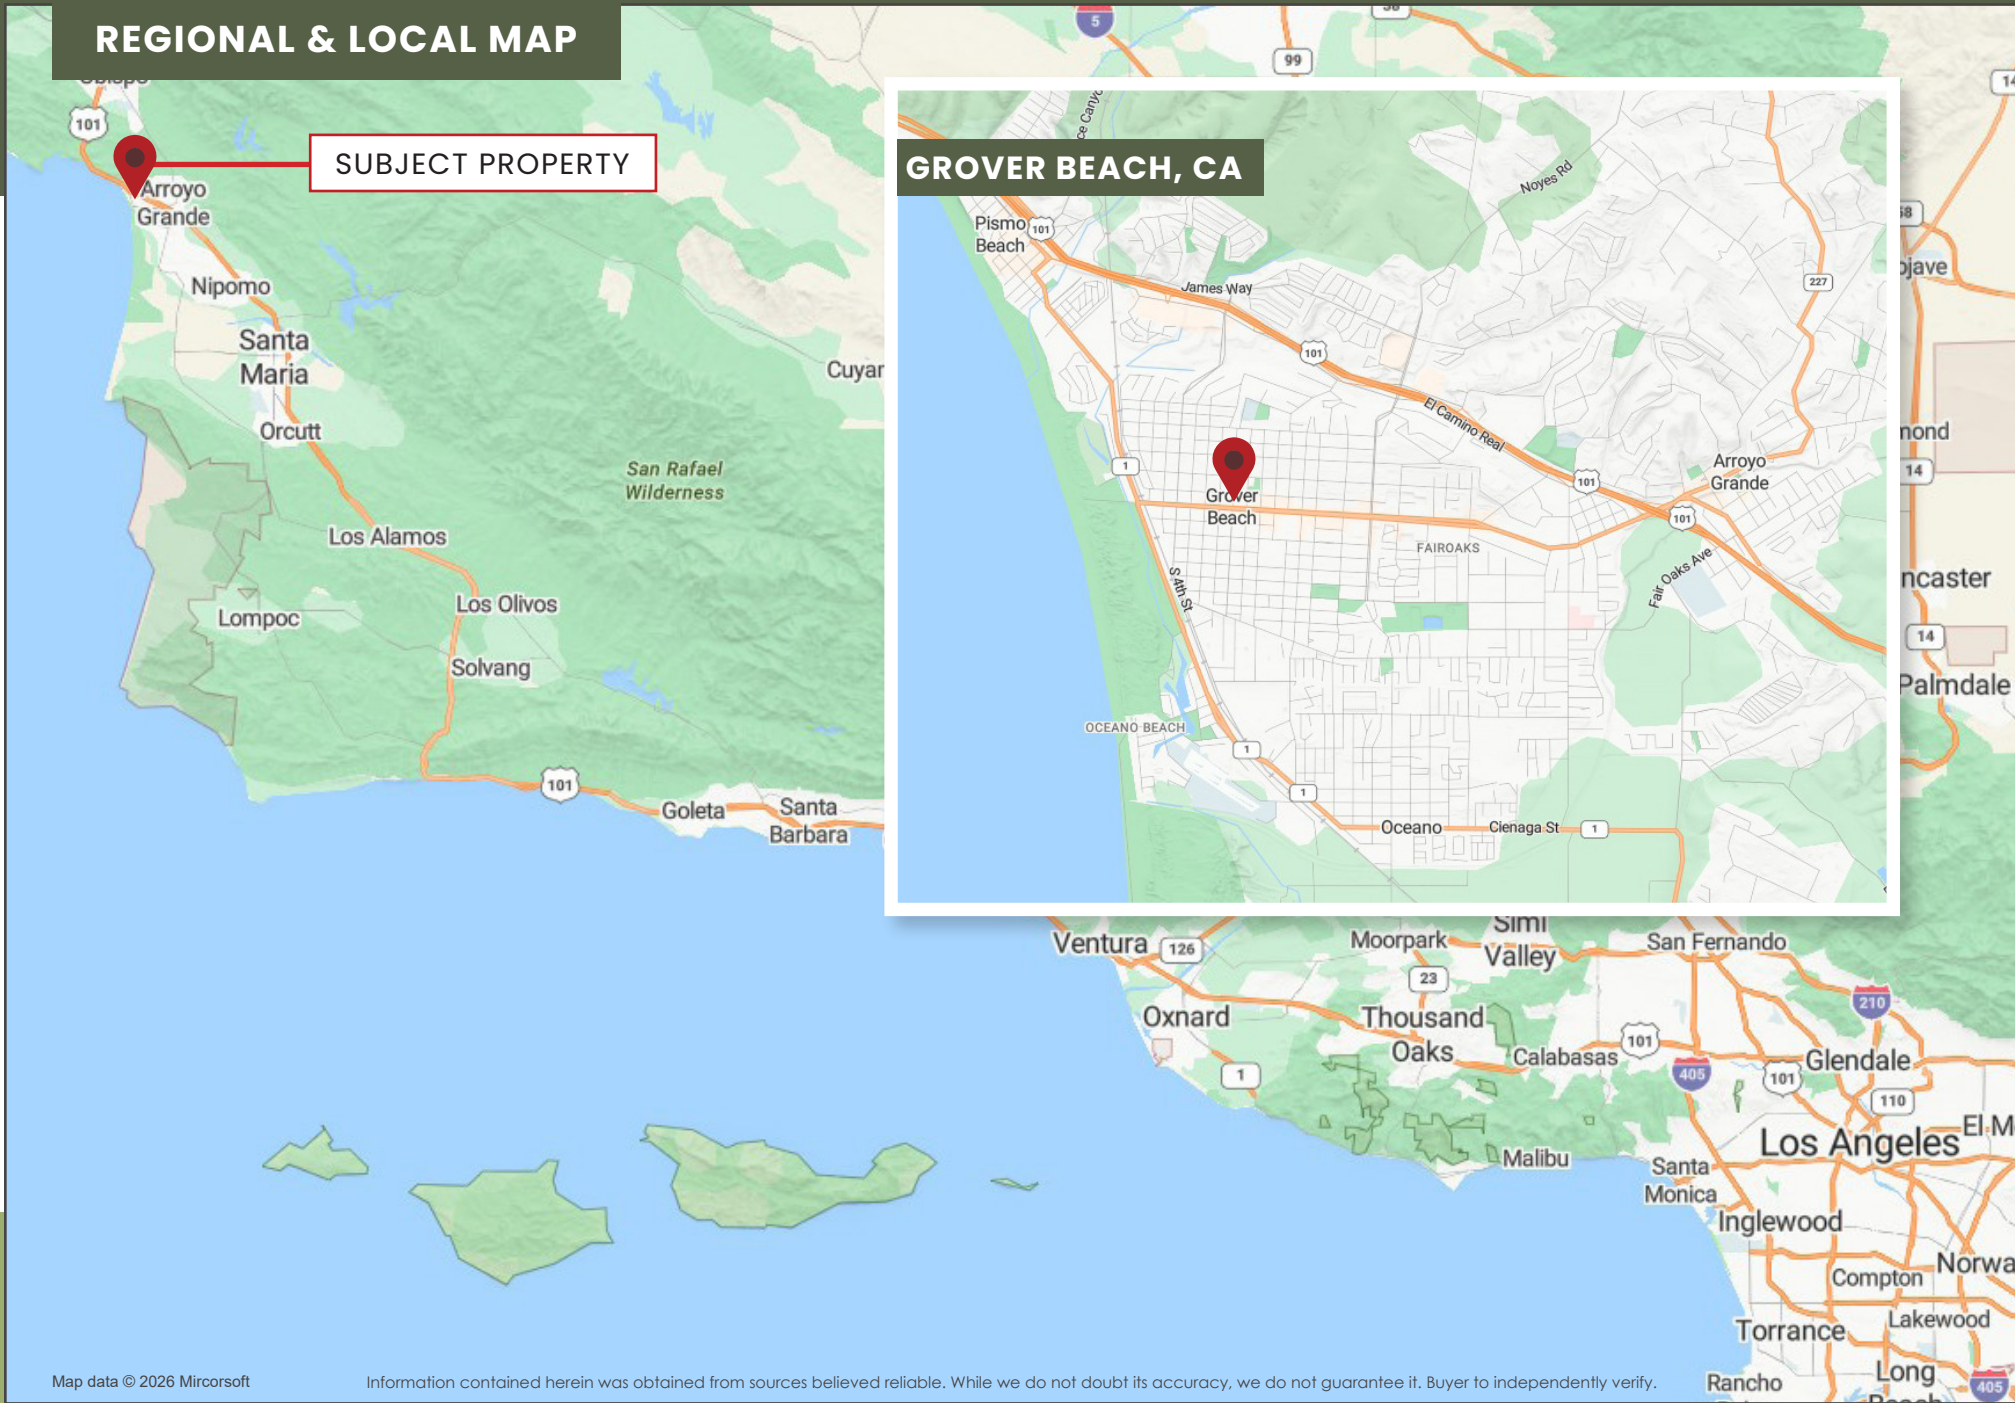 REGIONAL & LOCAL MAP
5
99
101
SUBJECT PROPERTY
Arroyo
Grande
Nipomo
Santa
Maria
Orcutt
San Rafael
Wilderness
Los Alamos
Los Olivos
Lompoc
Solvang
101
Goleta
Santa
Barbara
GROVER BEACH, CA
Noyes Rd
Pismo
Beach
101
James Way
227
101
El Camino Real
1
Grover
Beach
101
Arroyo
Grande
101
FAIROAKS
Fair Oaks Ave
S 4th St
OCEANO BEACH
1
1
Oceano
Cienaga St
1
14
14
Palmdale
Ventura
126
Moorpark
Simi
Valley
San Fernando
23
210
Oxnard
Thousand
Oaks
Calabasas
101
1
405
101
Glendale
110
Los Angeles
El M
Malibu
Santa
Monica
Inglewood
Compton
Norwa
Lakewood
Torrance
Long
Rancho
405
Map data © 2026 Mircorsoft
Information contained herein was obtained from sources believed reliable. While we do not doubt its accuracy, we do not guarantee it. Buyer to independently verify.